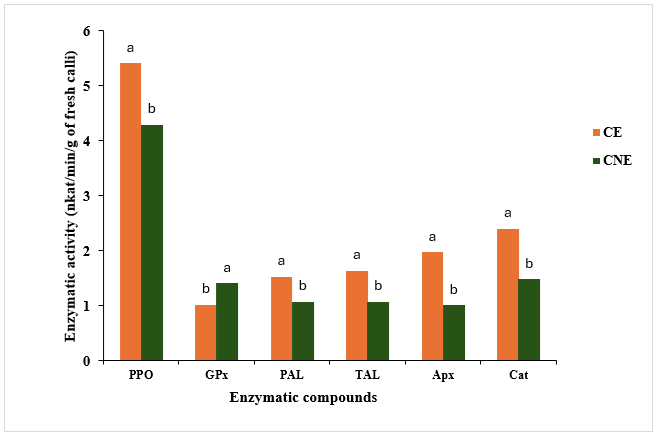 Enzymatic activity (nkat/min/g of fresh calli)
6
5
4
3
2
1
0
a
b
b
a
a
b
a
b
a
b
a
b
PPO GPx PAL TAL Apx Cat
Enzymatic compounds
CE
CNE